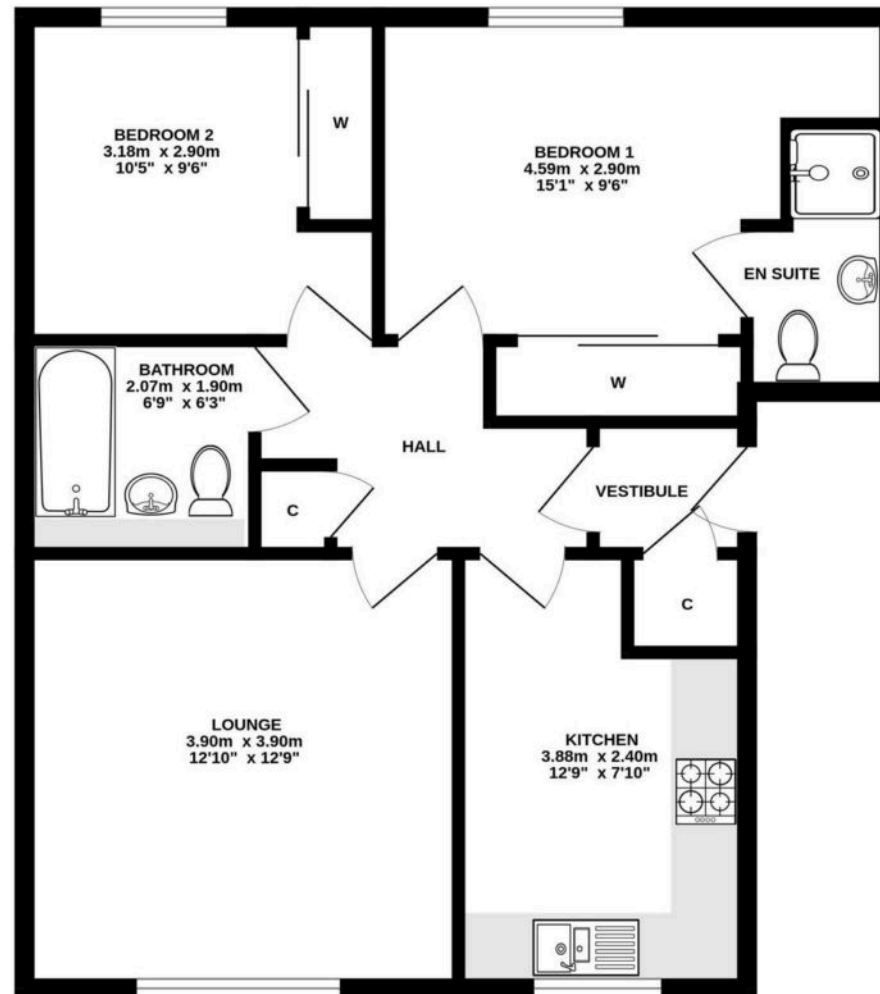 BEDROOM 2
3.18m x 2.90m
10'5" x 9'6"
W
BEDROOM 1
4.59m x 2.90m
15'1" x 9'6"
EN SUITE
BATHROOM
2.07m x 1.90m
6'9" x 6'3"
W
HALL
VESTIBULE
C
C
LOUNGE
3.90m x 3.90m
12'10" x 12'9"
KITCHEN
3.88m x 2.40m
12'9" x 7'10"